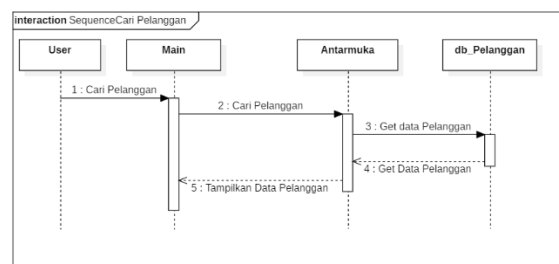 interaction SequenceCari Pelanggan
User
Main
Antarmuka
db_Pelanggan
1 : Cari Pelanggan
2 : Cari Pelanggan
3 : Get data Pelanggan
4 : Get Data Pelanggan
5 : Tampilkan Data Pelanggan